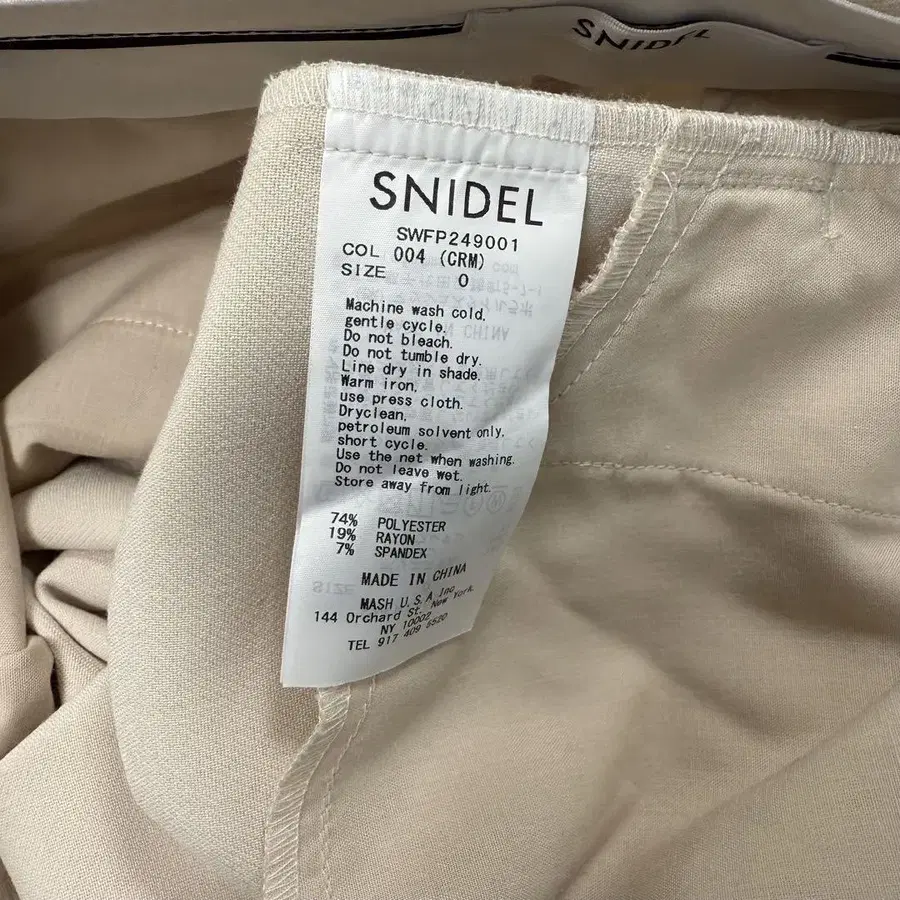 SNIDEL
SNIDEL
SWFP249001
COL 004 (CRM)
SIZE 0
Machine wash cold.
gentle cycle.
Do not bleach.
Do not tumble dry.
Line dry in shade.
Warm iron.
use press cloth.
Dryclean.
petroleum solvent only.
short cycle.
Use the net when washing.
Do not leave wet.
Store away from light.
74% POLYESTER
19% RAYON
7% SPANDEX
MADE IN CHINA
MASH U.S.A Inc
144 Orchard St. New York.
NY 10002
TEL 917 409 5520